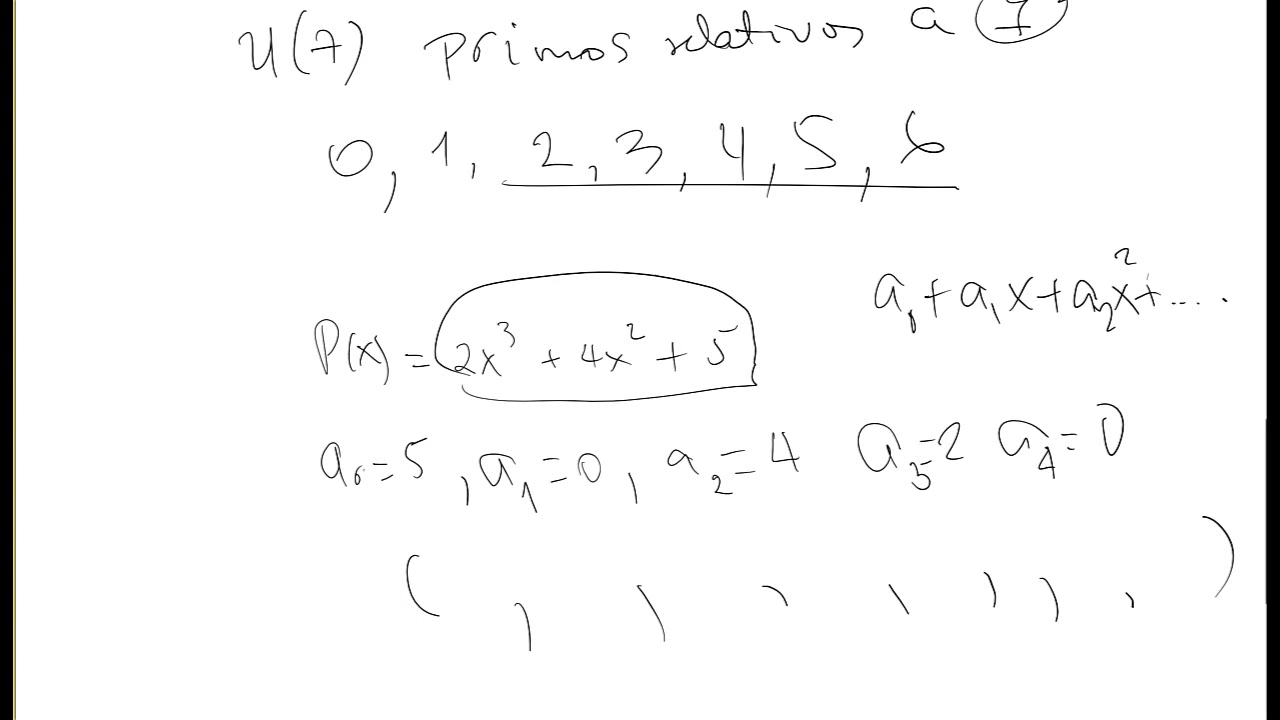 U(7) primos relativos a 7
0, 1, 2, 3, 4, 5, 6
a₀ + a₁x + a₂x² + ....
P(x) = 2x³ + 4x² + 5
a₀ = 5 , a₁ = 0 , a₂ = 4 a₃ = 2 a₄ = 0
( , , , , , , , )